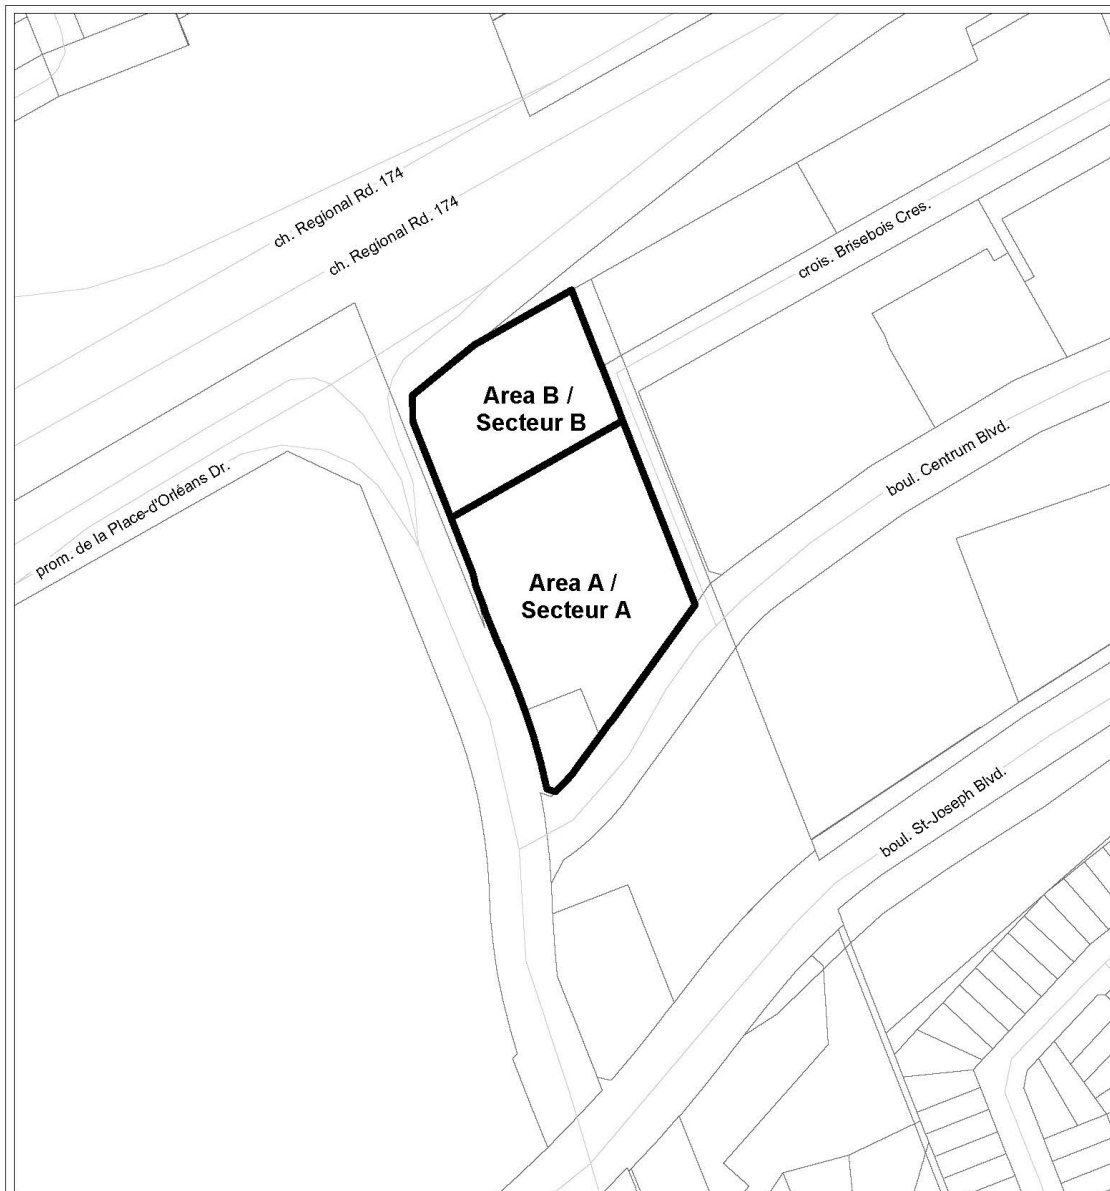 ch. Regional Rd. 174
ch. Regional Rd. 174
crois. Brisebois Cres.
Area B /
Secteur B
boul. Centrum Blvd.
prom. de la Place-d'Orléans Dr.
Area A /
Secteur A
boul. St-Joseph Blvd.